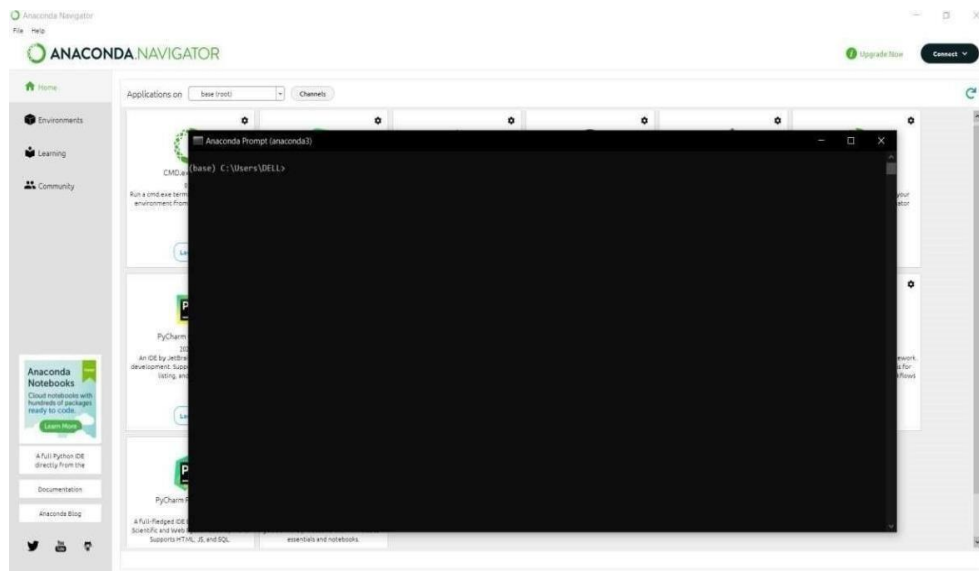 Anaconda Navigator
File Help
ANACONDA.NAVIGATOR
Upgrade Now
Connect
Home
Applications on
base (root)
Channels
Environments
Learning
Community
Anaconda Prompt (anaconda3)
(base) C:\Users\DELL>
CMD.ex
Run a cmd.exe term
environment from
your
ator
PyCharm
An IDE by JetBra
development. Supp
listing, and
ework
s for
kflows
Anaconda
Notebooks
Cloud notebooks with
hundreds of packages
ready to code.
Learn More
A full Python IDE
directly from the
Documentation
Anaconda Blog
PyCharm P
A full-fledged IDE
Scientific and Web
Supports HTML, JS, and SQL.
essentials and notebooks.